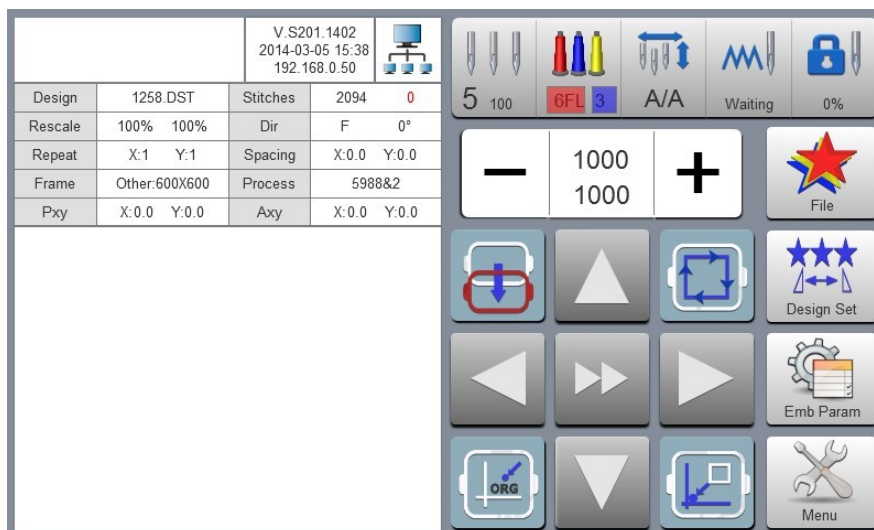 V.S201.1402
2014-03-05 15:38
192.168.0.50
Design 1258.DST Stitches 2094 0
Rescale 100% 100% Dir F 0°
Repeat X:1 Y:1 Spacing X:0.0 Y:0.0
Frame Other:600X600 Process 5988&2
Pxy X:0.0 Y:0.0 Axy X:0.0 Y:0.0
5 100 6FL 3 A/A Waiting 0%
1000
1000
File
Design Set
Emb Param
ORG
Menu